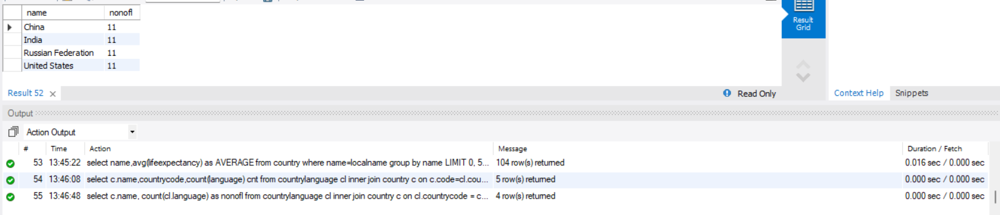 name nonofl
China 11
India 11
Russian Federation 11
United States 11
Result
Grid
Result 52 × Read Only Context Help Snippets
Output
Action Output
# Time Action Message Duration / Fetch
53 13:45:22 select name,avg(lifeexpectancy) as AVERAGE from country where name=localname group by name LIMIT 0, 5... 104 row(s) returned 0.016 sec / 0.000 sec
54 13:46:08 select c.name,countrycode,count(language) cnt from countrylanguage cl inner join country c on c.code=cl.cou... 5 row(s) returned 0.000 sec / 0.000 sec
55 13:46:48 select c.name, count(cl.language) as nonofl from countrylanguage cl inner join country c on cl.countrycode = c... 4 row(s) returned 0.000 sec / 0.000 sec